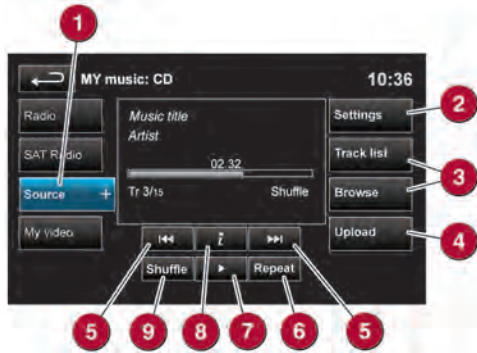 1
MY music: CD 10:36
Radio
SAT Radio
Source +
My video
Music title
Artist
02.32
Tr 3/15 Shuffle
Settings
Track list
Browse
Upload
i
Shuffle
Repeat
2
3
4
5 9 8 7 6 5